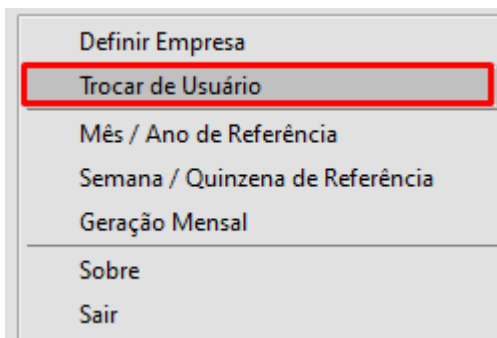 Definir Empresa
Trocar de Usuário
Mês / Ano de Referência
Semana / Quinzena de Referência
Geração Mensal
Sobre
Sair